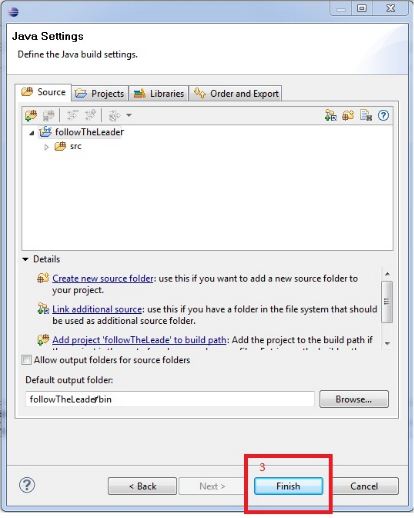 Java Settings
Define the Java build settings.
Source Projects Libraries Order and Export
followTheLeader
src
Details
Create new source folder: use this if you want to add a new source folder to
your project.
Link additional source: use this if you have a folder in the file system that should
be used as additional source folder.
Add project 'followTheLeade' to build path: Add the project to the build path if
Allow output folders for source folders
Default output folder:
followTheLeader/bin
Browse...
3
< Back Next > Finish Cancel